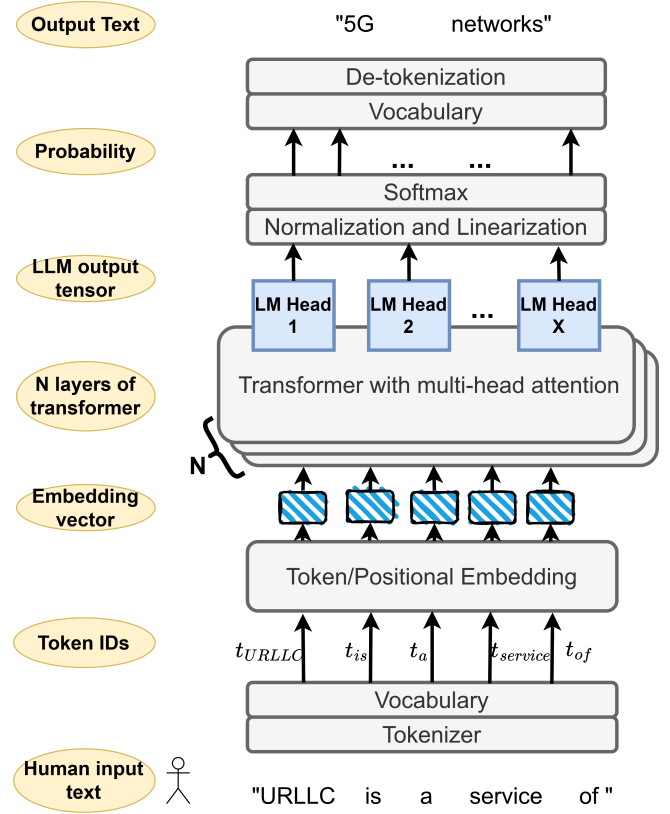 Output Text
"5G networks"
De-tokenization
Vocabulary
Probability
... ...
Softmax
Normalization and Linearization
LLM output
tensor
LM Head
1
LM Head
2
...
LM Head
X
N layers of
transformer
Transformer with multi-head attention
N
Embedding
vector
Token/Positional Embedding
Token IDs
t_URLLC t_is t_a t_service t_of
Vocabulary
Tokenizer
Human input
text
"URLLC is a service of "